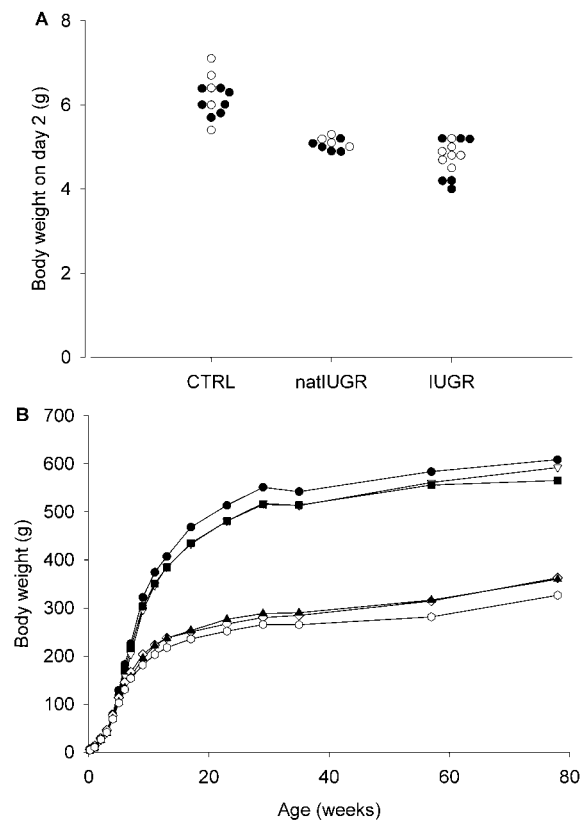 A
8
6
4
2
0
Body weight on day 2 (g)
CTRL natIUGR IUGR
B
700
600
500
400
300
200
100
0
Body weight (g)
0 20 40 60 80
Age (weeks)